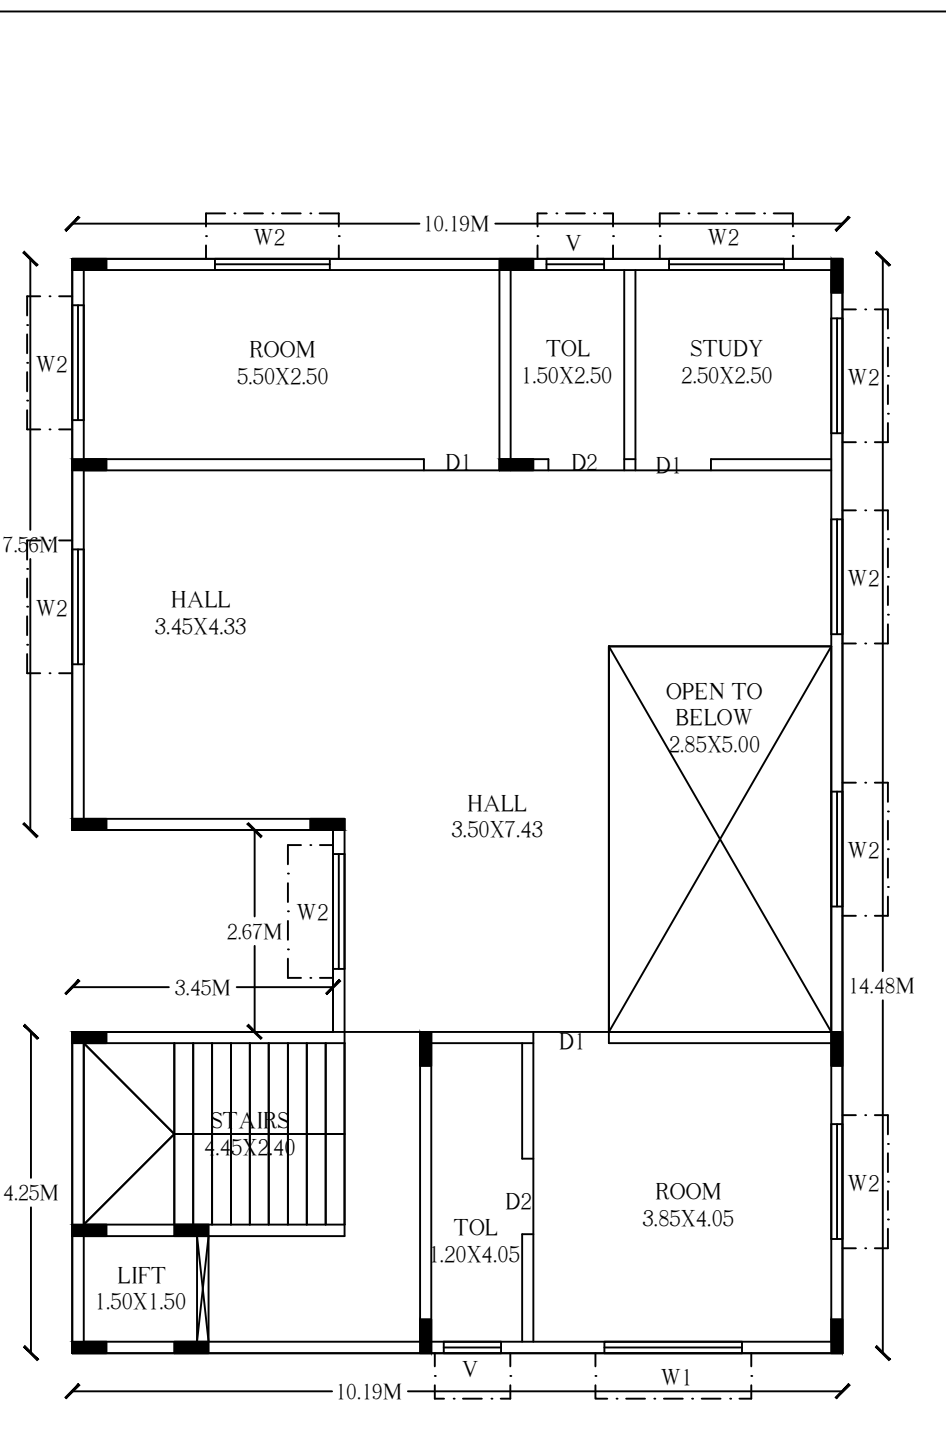 10.19M
W2
V
W2
ROOM
5.50X2.50
TOL
1.50X2.50
STUDY
2.50X2.50
W2
W2
D1
D2
D1
7.56M
W2
W2
HALL
3.45X4.33
OPEN TO
BELOW
2.85X5.00
HALL
3.50X7.43
W2
W2
2.67M
3.45M
14.48M
D1
STAIRS
4.45X2.40
4.25M
W2
ROOM
3.85X4.05
D2
TOL
1.20X4.05
LIFT
1.50X1.50
V
W1
10.19M